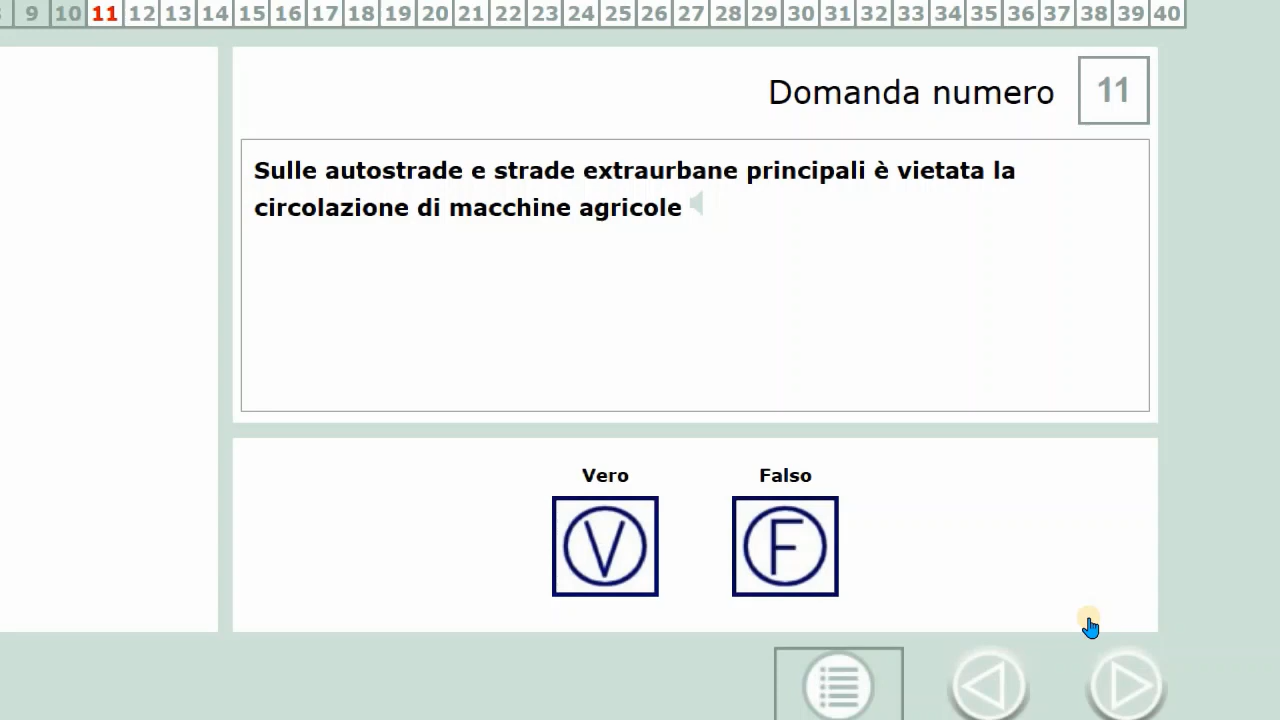 9 10 11 12 13 14 15 16 17 18 19 20 21 22 23 24 25 26 27 28 29 30 31 32 33 34 35 36 37 38 39 40
Domanda numero 11
Sulle autostrade e strade extraurbane principali è vietata la
circolazione di macchine agricole
Vero Falso
V F